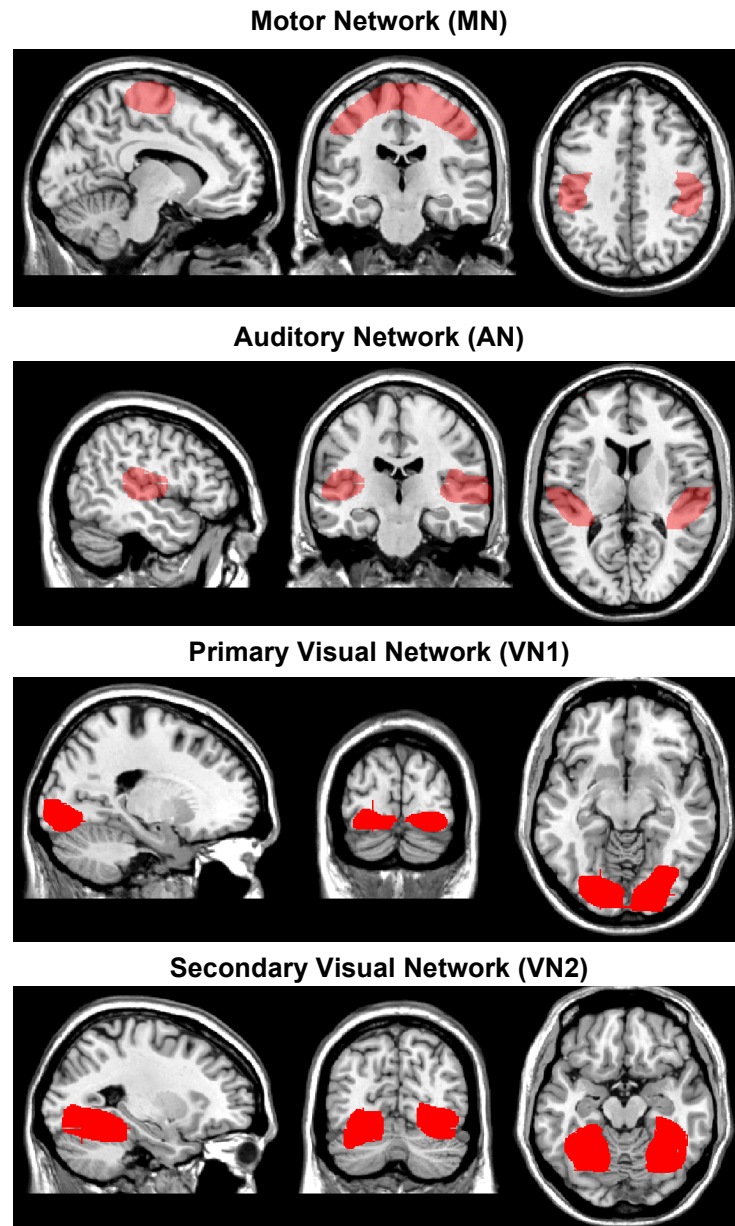 Motor Network (MN)
Auditory Network (AN)
Primary Visual Network (VN1)
Secondary Visual Network (VN2)